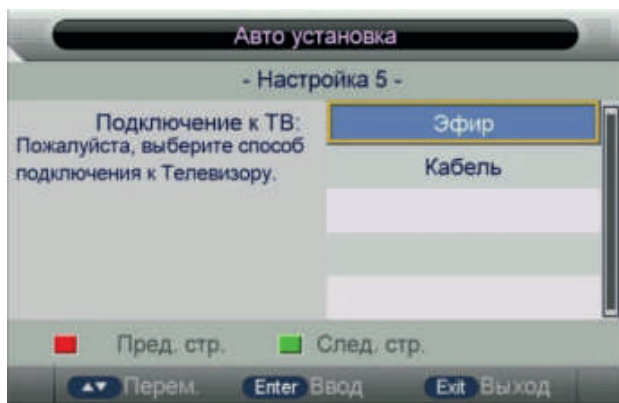 Авто установка
- Настройка 5 -
Подключение к ТВ:
Пожалуйста, выберите способ
подключения к Телевизору.
Эфир
Кабель
Пред. стр.
След. стр.
Перем.
Enter Ввод
Exit Выход